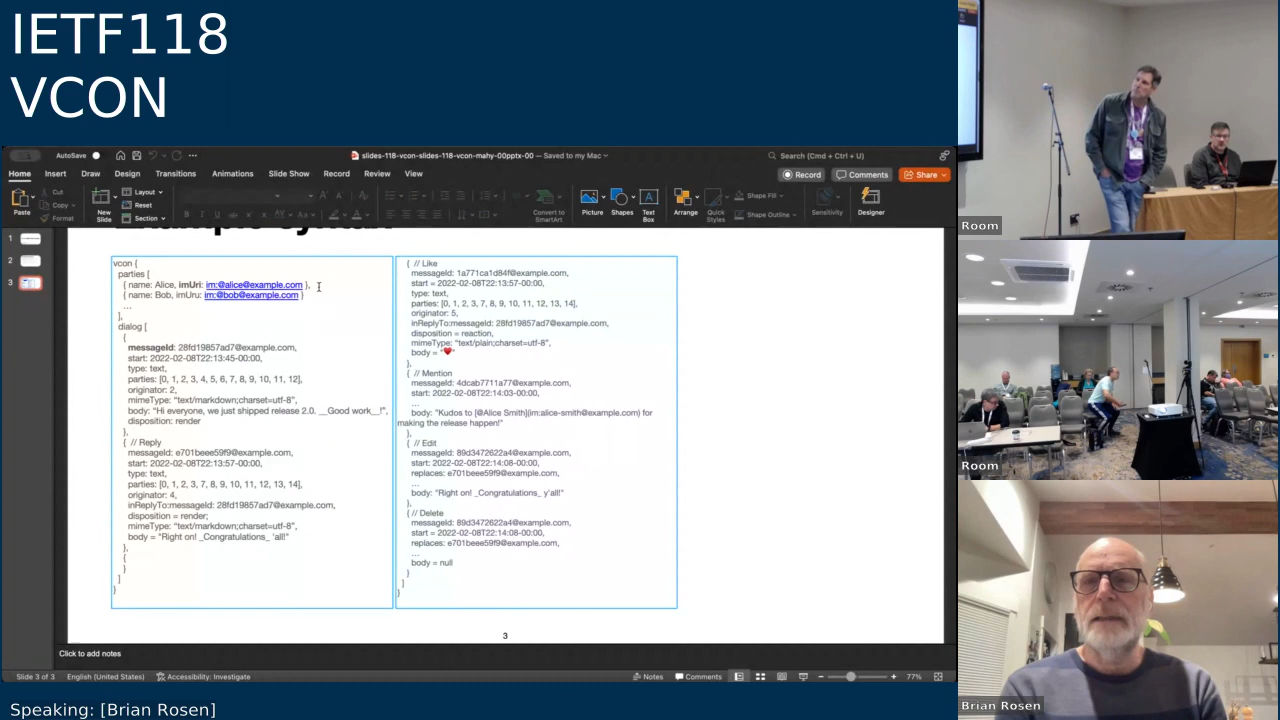 IETF118
VCON
AutoSave
slides-118-vcon-slides-118-vcon-mahy-00pptx-00 — Saved to my Mac
Search (Cmd + Ctrl + U)
Home Insert Draw Design Transitions Animations Slide Show Record Review View
Record Comments Share
Paste
Cut
Copy
Format
New Slide
Layout
Reset
Section
Convert to SmartArt
Picture
Shapes
Text Box
Arrange
Quick Styles
Shape Fill
Shape Outline
Sensitivity
Designer
1
2
3
Example syntax
vcon {
parties [
{ name: Alice, imUri: im:@alice@example.com },
{ name: Bob, imUru: im:@bob@example.com }
...
],
dialog [
{
messageId: 28fd19857ad7@example.com,
start: 2022-02-08T22:13:45-00:00,
type: text,
parties: [0, 1, 2, 3, 4, 5, 6, 7, 8, 9, 10, 11, 12],
originator: 2,
mimeType: "text/markdown;charset=utf-8",
body: "Hi everyone, we just shipped release 2.0. __Good work__!",
disposition: render
},
{ // Reply
messageId: e701beee59f9@example.com,
start: 2022-02-08T22:13:57-00:00,
type: text,
parties: [0, 1, 2, 3, 7, 8, 9, 10, 11, 12, 13, 14],
originator: 4,
inReplyTo:messageId: 28fd19857ad7@example.com,
disposition = render;
mimeType: "text/markdown;charset=utf-8",
body = "Right on! _Congratulations_ 'all!"
},
{
}
]
}
{ // Like
messageId: 1a771ca1d84f@example.com,
start = 2022-02-08T22:13:57-00:00,
type: text,
parties: [0, 1, 2, 3, 7, 8, 9, 10, 11, 12, 13, 14],
originator: 5,
inReplyTo:messageId: 28fd19857ad7@example.com,
disposition = reaction,
mimeType: "text/plain;charset=utf-8",
body = "❤️"
},
{ // Mention
messageId: 4dcab7711a77@example.com,
start: 2022-02-08T22:14:03-00:00,
...
body: "Kudos to [@Alice Smith](im:alice-smith@example.com) for
making the release happen!"
},
{ // Edit
messageId: 89d3472622a4@example.com,
start: 2022-02-08T22:14:08-00:00,
replaces: e701beee59f9@example.com,
...
body: "Right on! _Congratulations_ y'all!"
},
{ // Delete
messageId: 89d3472622a4@example.com,
start = 2022-02-08T22:14:08-00:00,
replaces: e701beee59f9@example.com,
...
body = null
}
]
}
3
Click to add notes
Slide 3 of 3 English (United States) Accessibility: Investigate Notes Comments 77%
Speaking: [Brian Rosen]
Room
Room
Brian Rosen